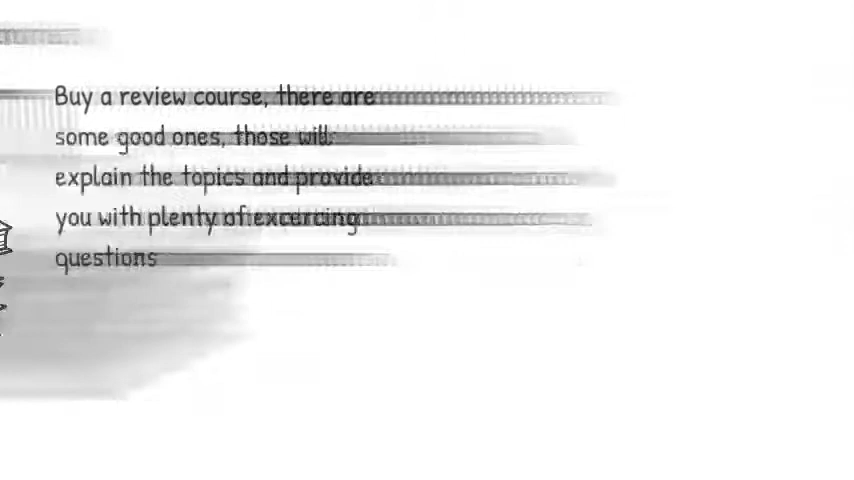 Buy a review course, there are
some good ones, those will
explain the topics and provide
you with plenty of excercing
questions